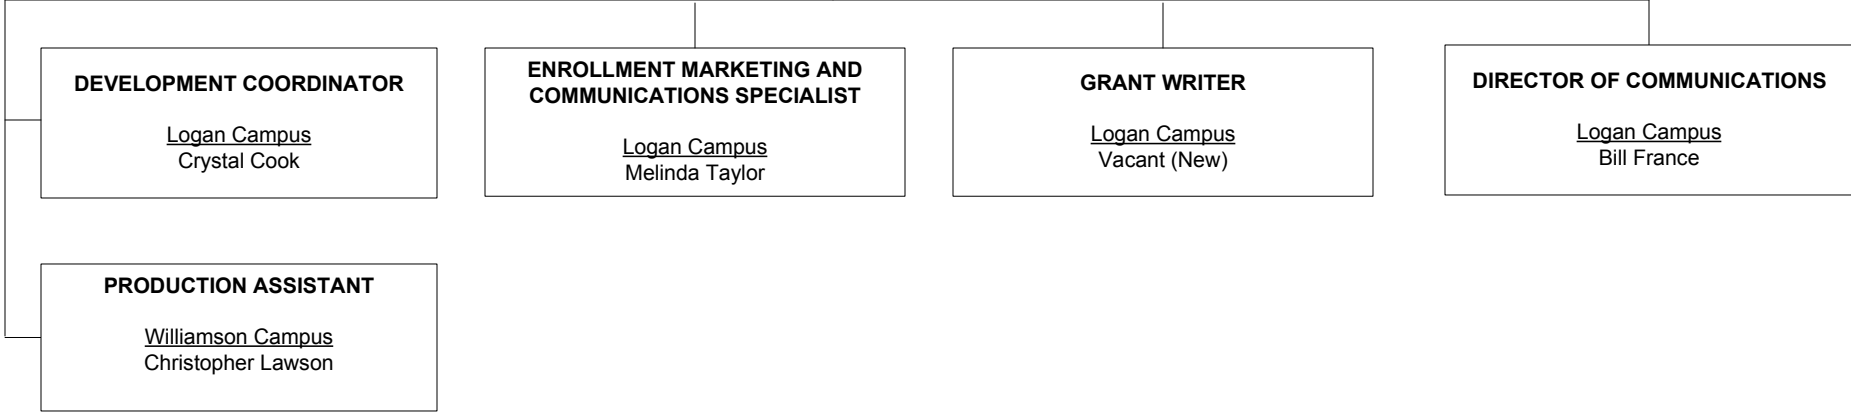 DEVELOPMENT COORDINATOR
Logan Campus
Crystal Cook
ENROLLMENT MARKETING AND
COMMUNICATIONS SPECIALIST
Logan Campus
Melinda Taylor
GRANT WRITER
Logan Campus
Vacant (New)
DIRECTOR OF COMMUNICATIONS
Logan Campus
Bill France
PRODUCTION ASSISTANT
Williamson Campus
Christopher Lawson